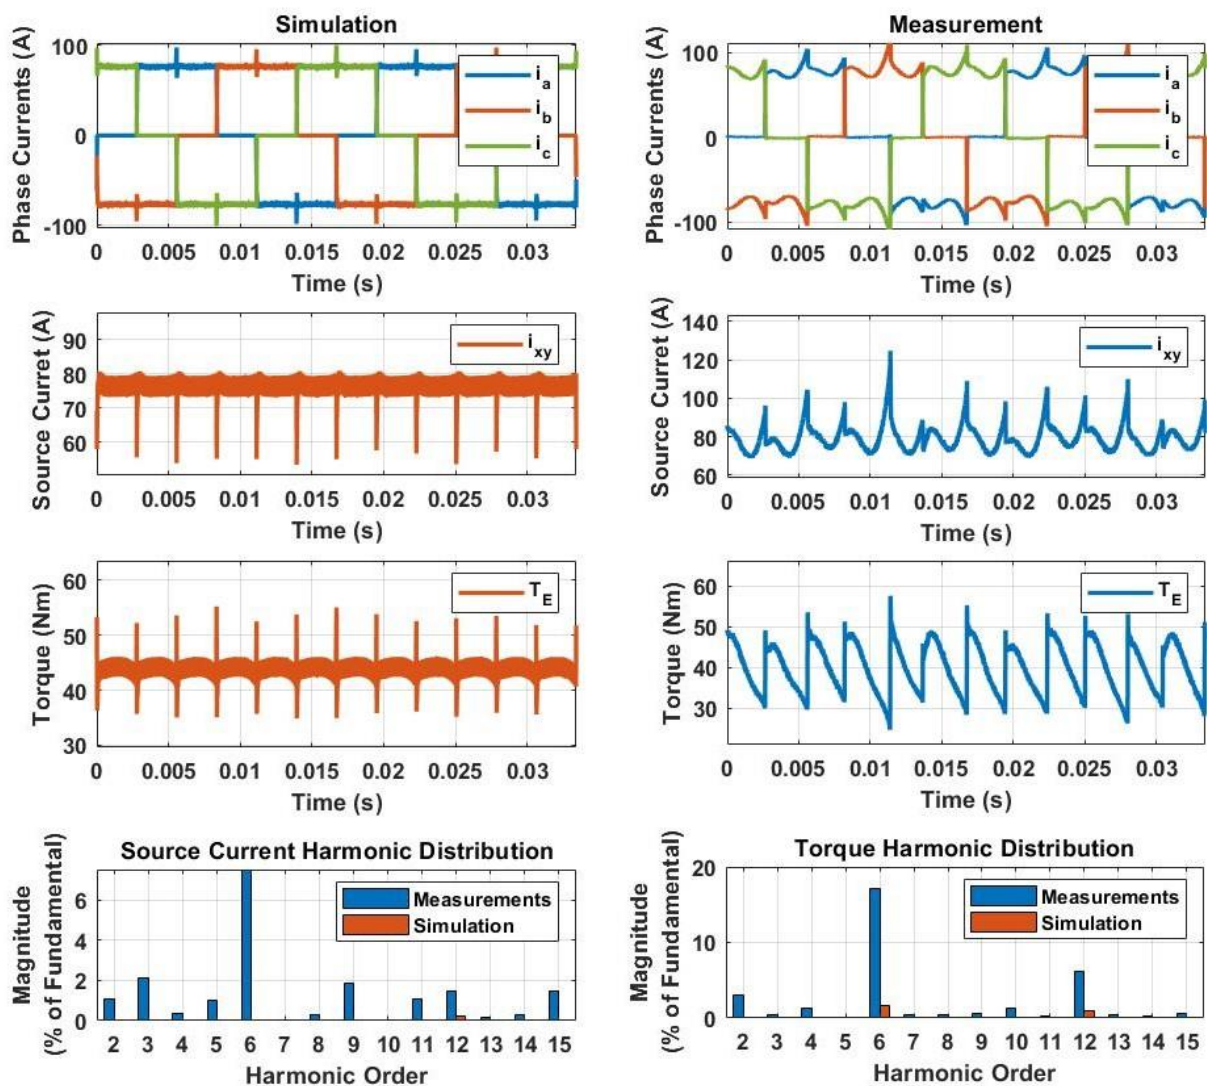 Simulation
Phase Currents (A)
100
0
-100
i_a
i_b
i_c
0 0.005 0.01 0.015 0.02 0.025 0.03
Time (s)
Measurement
Phase Currents (A)
100
0
-100
i_a
i_b
i_c
0 0.005 0.01 0.015 0.02 0.025 0.03
Time (s)
Source Curret (A)
90
80
70
60
i_xy
0 0.005 0.01 0.015 0.02 0.025 0.03
Time (s)
Source Current (A)
140
120
100
80
60
i_xy
0 0.005 0.01 0.015 0.02 0.025 0.03
Time (s)
Torque (Nm)
60
50
40
30
T_E
0 0.005 0.01 0.015 0.02 0.025 0.03
Time (s)
Torque (Nm)
60
50
40
30
T_E
0 0.005 0.01 0.015 0.02 0.025 0.03
Time (s)
Source Current Harmonic Distribution
Magnitude
(% of Fundamental)
6
4
2
0
Measurements
Simulation
2 3 4 5 6 7 8 9 10 11 12 13 14 15
Harmonic Order
Torque Harmonic Distribution
Magnitude
(% of Fundamental)
20
10
0
Measurements
Simulation
2 3 4 5 6 7 8 9 10 11 12 13 14 15
Harmonic Order